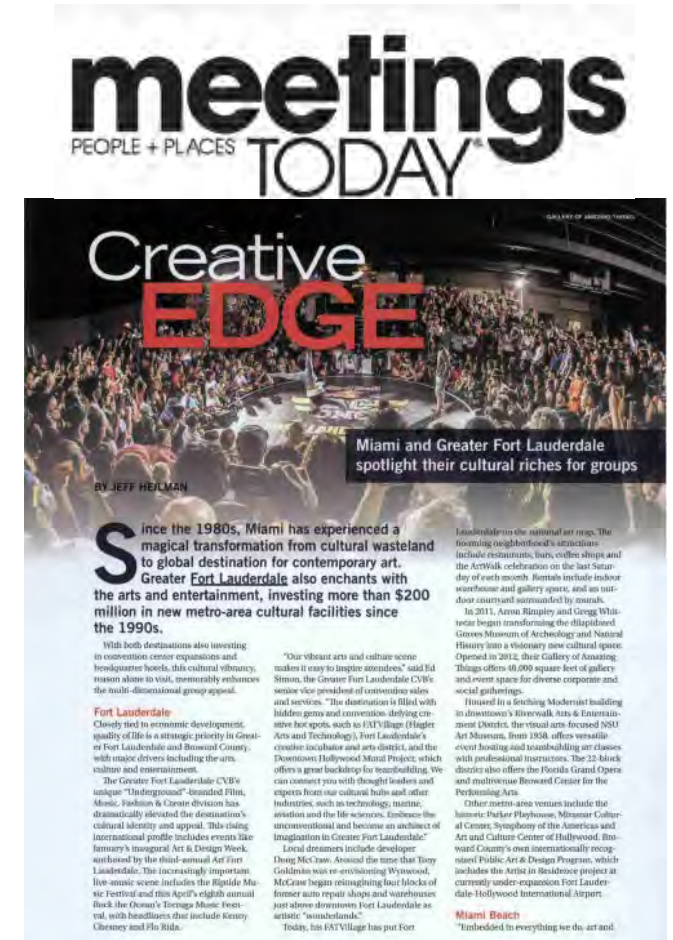 meetings
PEOPLE + PLACES TODAY
GALLERY OF AMAZING THINGS
Creative
EDGE
Miami and Greater Fort Lauderdale
spotlight their cultural riches for groups
BY JEFF HEILMAN
Since the 1980s, Miami has experienced a
magical transformation from cultural wasteland
to global destination for contemporary art.
Greater Fort Lauderdale also enchants with
the arts and entertainment, investing more than $200
million in new metro-area cultural facilities since
the 1990s.
With both destinations also investing
in convention center expansions and
headquarter hotels, this cultural vibrancy,
reason alone to visit, memorably enhances
the multi-dimensional group appeal.
Fort Lauderdale
Closely tied to economic development,
quality of life is a strategic priority in Great-
er Fort Lauderdale and Broward County,
with major drivers including the arts,
culture and entertainment.
The Greater Fort Lauderdale CVB's
unique "Underground"-branded Film,
Music, Fashion & Create division has
dramatically elevated the destination's
cultural identity and appeal. This rising
international profile includes events like
January's inaugural Art & Design Week,
anchored by the third-annual Art Fort
Lauderdale. The increasingly important
live-music scene includes the Riptide Mu-
sic Festival and this April's eighth annual
Rock the Ocean's Tortuga Music Festi-
val, with headliners that include Kenny
Chesney and Flo Rida.
"Our vibrant arts and culture scene
makes it easy to inspire attendees," said Ed
Simon, the Greater Fort Lauderdale CVB's
senior vice president of convention sales
and services. "The destination is filled with
hidden gems and convention-defying cre-
ative hot spots, such as FATVillage (Flagler
Arts and Technology), Fort Lauderdale's
creative incubator and arts district, and the
Downtown Hollywood Mural Project, which
offers a great backdrop for teambuilding. We
can connect you with thought leaders and
experts from our cultural hubs and other
industries, such as technology, marine,
aviation and the life sciences. Embrace the
unconventional and become an architect of
imagination in Greater Fort Lauderdale."
Local dreamers include developer
Doug McCraw. Around the time that Tony
Goldman was re-envisioning Wynwood,
McCraw began reimagining four blocks of
former auto repair shops and warehouses
just above downtown Fort Lauderdale as
artistic "wonderlands."
Today, his FATVillage has put Fort
Lauderdale on the national art map. The
booming neighborhood's attractions
include restaurants, bars, coffee shops and
the ArtWalk celebration on the last Satur-
day of each month. Rentals include indoor
warehouse and gallery space, and an out-
door courtyard surrounded by murals.
In 2011, Arron Rimpley and Gregg Whit-
tecar began transforming the dilapidated
Graves Museum of Archeology and Natural
History into a visionary new cultural space.
Opened in 2012, their Gallery of Amazing
Things offers 40,000 square feet of gallery
and event space for diverse corporate and
social gatherings.
Housed in a fetching Modernist building
in downtown's Riverwalk Arts & Entertain-
ment District, the visual arts-focused NSU
Art Museum, from 1958, offers versatile
event hosting and teambuilding art classes
with professional instructors. The 22-block
district also offers the Florida Grand Opera
and multivenue Broward Center for the
Performing Arts.
Other metro-area venues include the
historic Parker Playhouse, Miramar Cultur-
al Center, Symphony of the Americas and
Art and Culture Center of Hollywood. Bro-
ward County's own internationally recog-
nized Public Art & Design Program, which
includes the Artist in Residence project at
currently under-expansion Fort Lauder-
dale-Hollywood International Airport.
Miami Beach
"Embedded in everything we do, art and